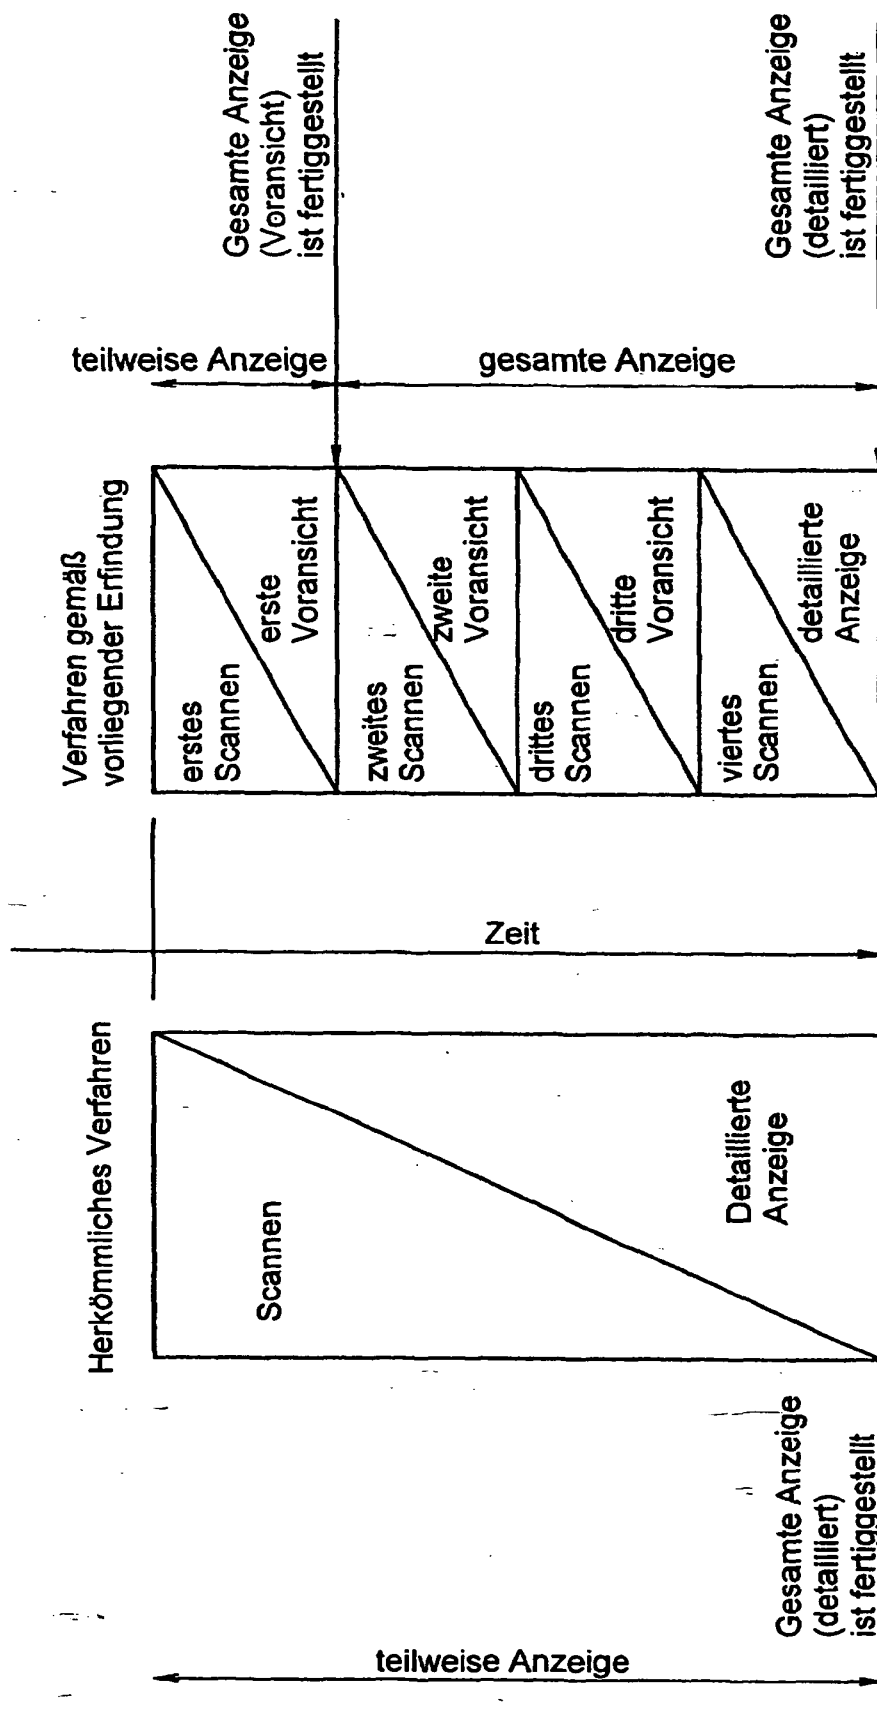 Gesamte Anzeige
(Voransicht)
ist fertiggestellt
Gesamte Anzeige
(detailliert)
ist fertiggestellt
teilweise Anzeige
gesamte Anzeige
Verfahren gemäß
vorliegender Erfindung
erstes
Scannen
erste
Voransicht
zweites
Scannen
zweite
Voransicht
drittes
Scannen
dritte
Voransicht
viertes
Scannen
detaillierte
Anzeige
Zeit
Herkömmliches Verfahren
Scannen
Detaillierte
Anzeige
Gesamte Anzeige
(detailliert)
ist fertiggestellt
teilweise Anzeige